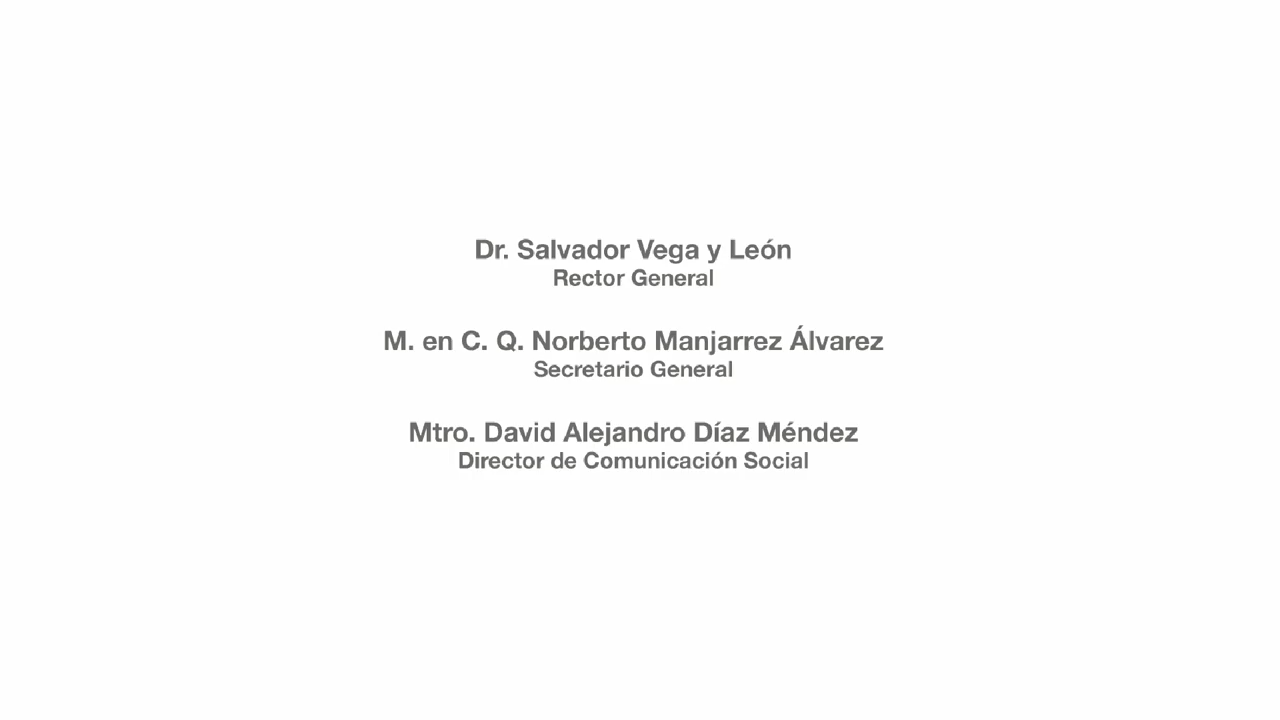 Dr. Salvador Vega y León
Rector General
M. en C. Q. Norberto Manjarrez Álvarez
Secretario General
Mtro. David Alejandro Díaz Méndez
Director de Comunicación Social